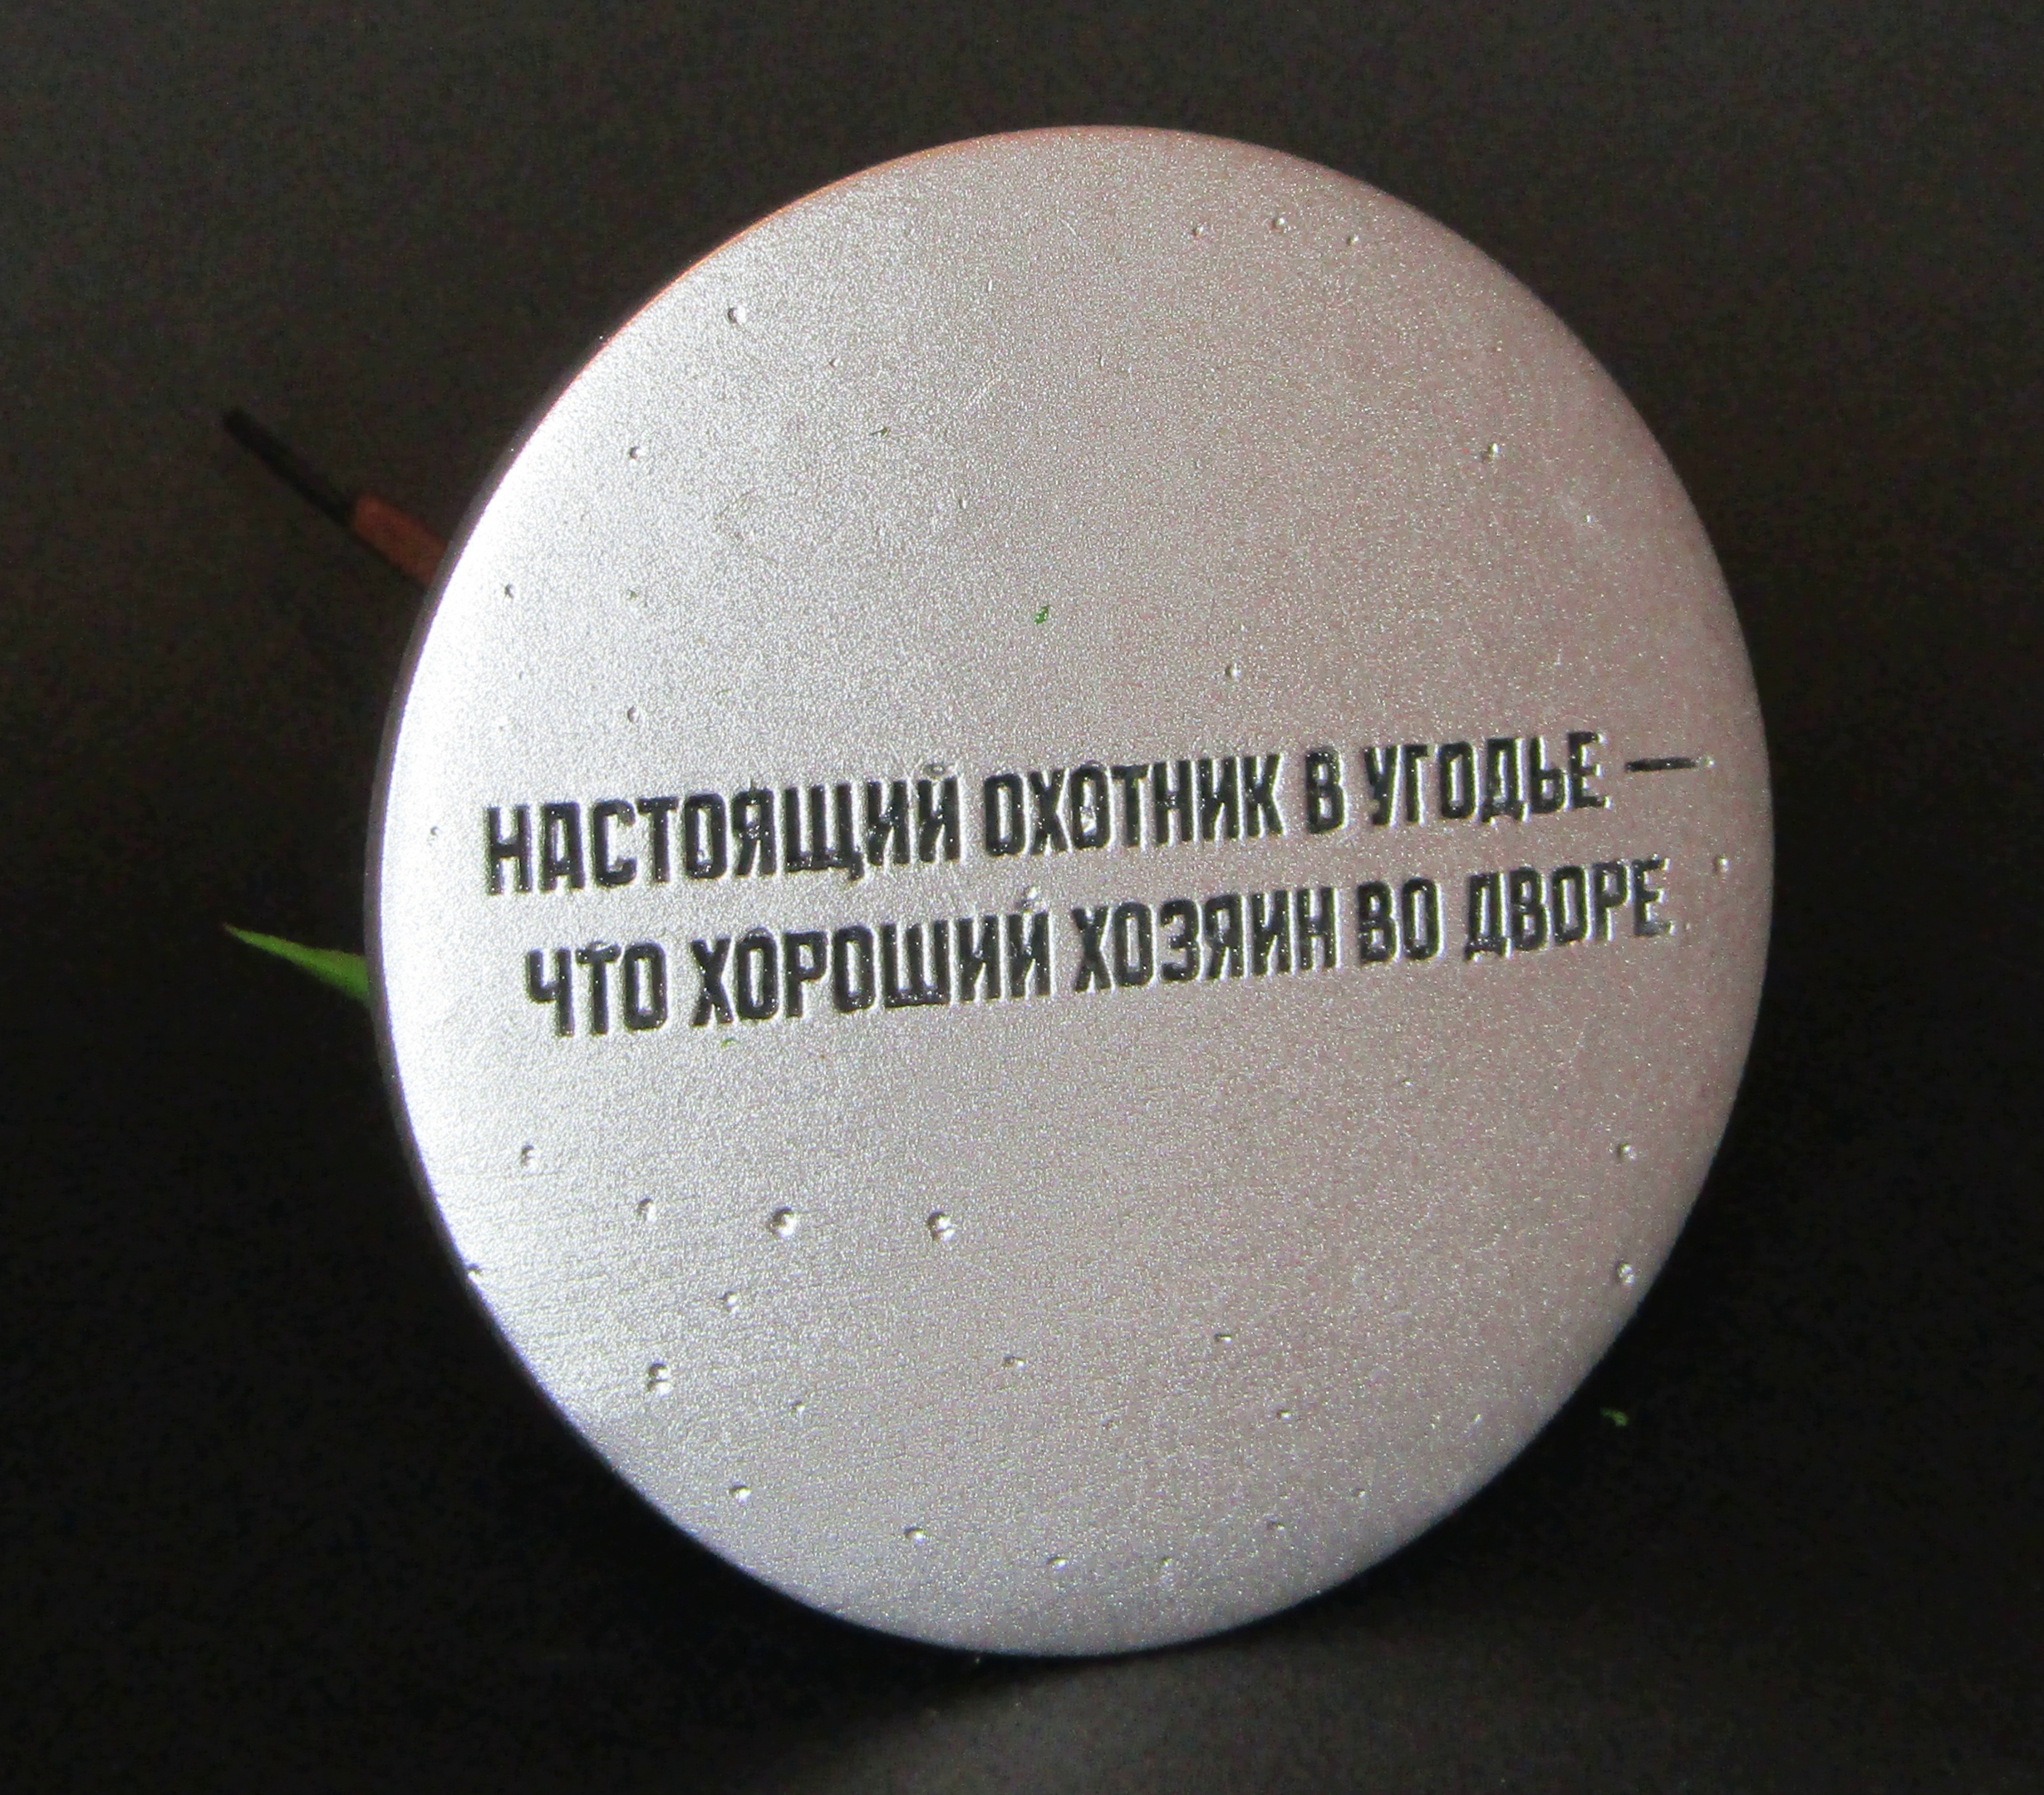 НАСТОЯЩИЙ ОХОТНИК В УГОДЬЕ —
ЧТО ХОРОШИЙ ХОЗЯИН ВО ДВОРЕ.